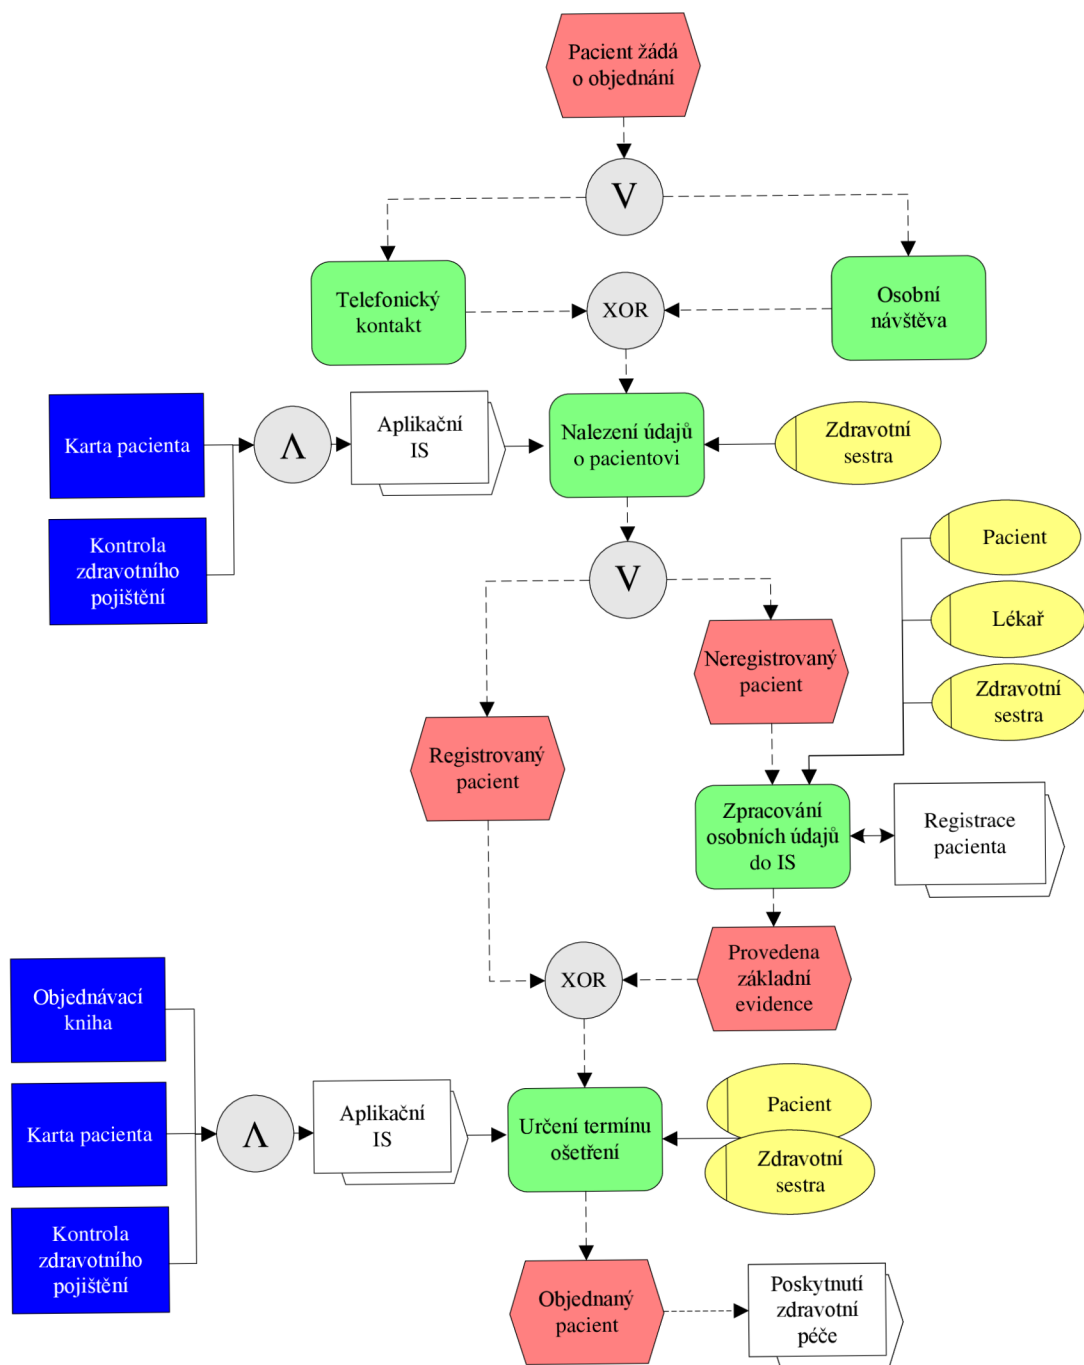 Pacient žádá
o objednání
V
Telefonický
kontakt
XOR
Osobní
návštěva
Karta pacienta
Λ
Aplikační
IS
Nalezení údajů
o pacientovi
Zdravotní
sestra
Kontrola
zdravotního
pojištění
V
Pacient
Lékař
Zdravotní
sestra
Neregistrovaný
pacient
Registrovaný
pacient
Zpracování
osobních údajů
do IS
Registrace
pacienta
XOR
Provedena
základní
evidence
Objednávací
kniha
Karta pacienta
Kontrola
zdravotního
pojištění
Λ
Aplikační
IS
Určení termínu
ošetření
Pacient
Zdravotní
sestra
Objednaný
pacient
Poskytnutí
zdravotní
péče